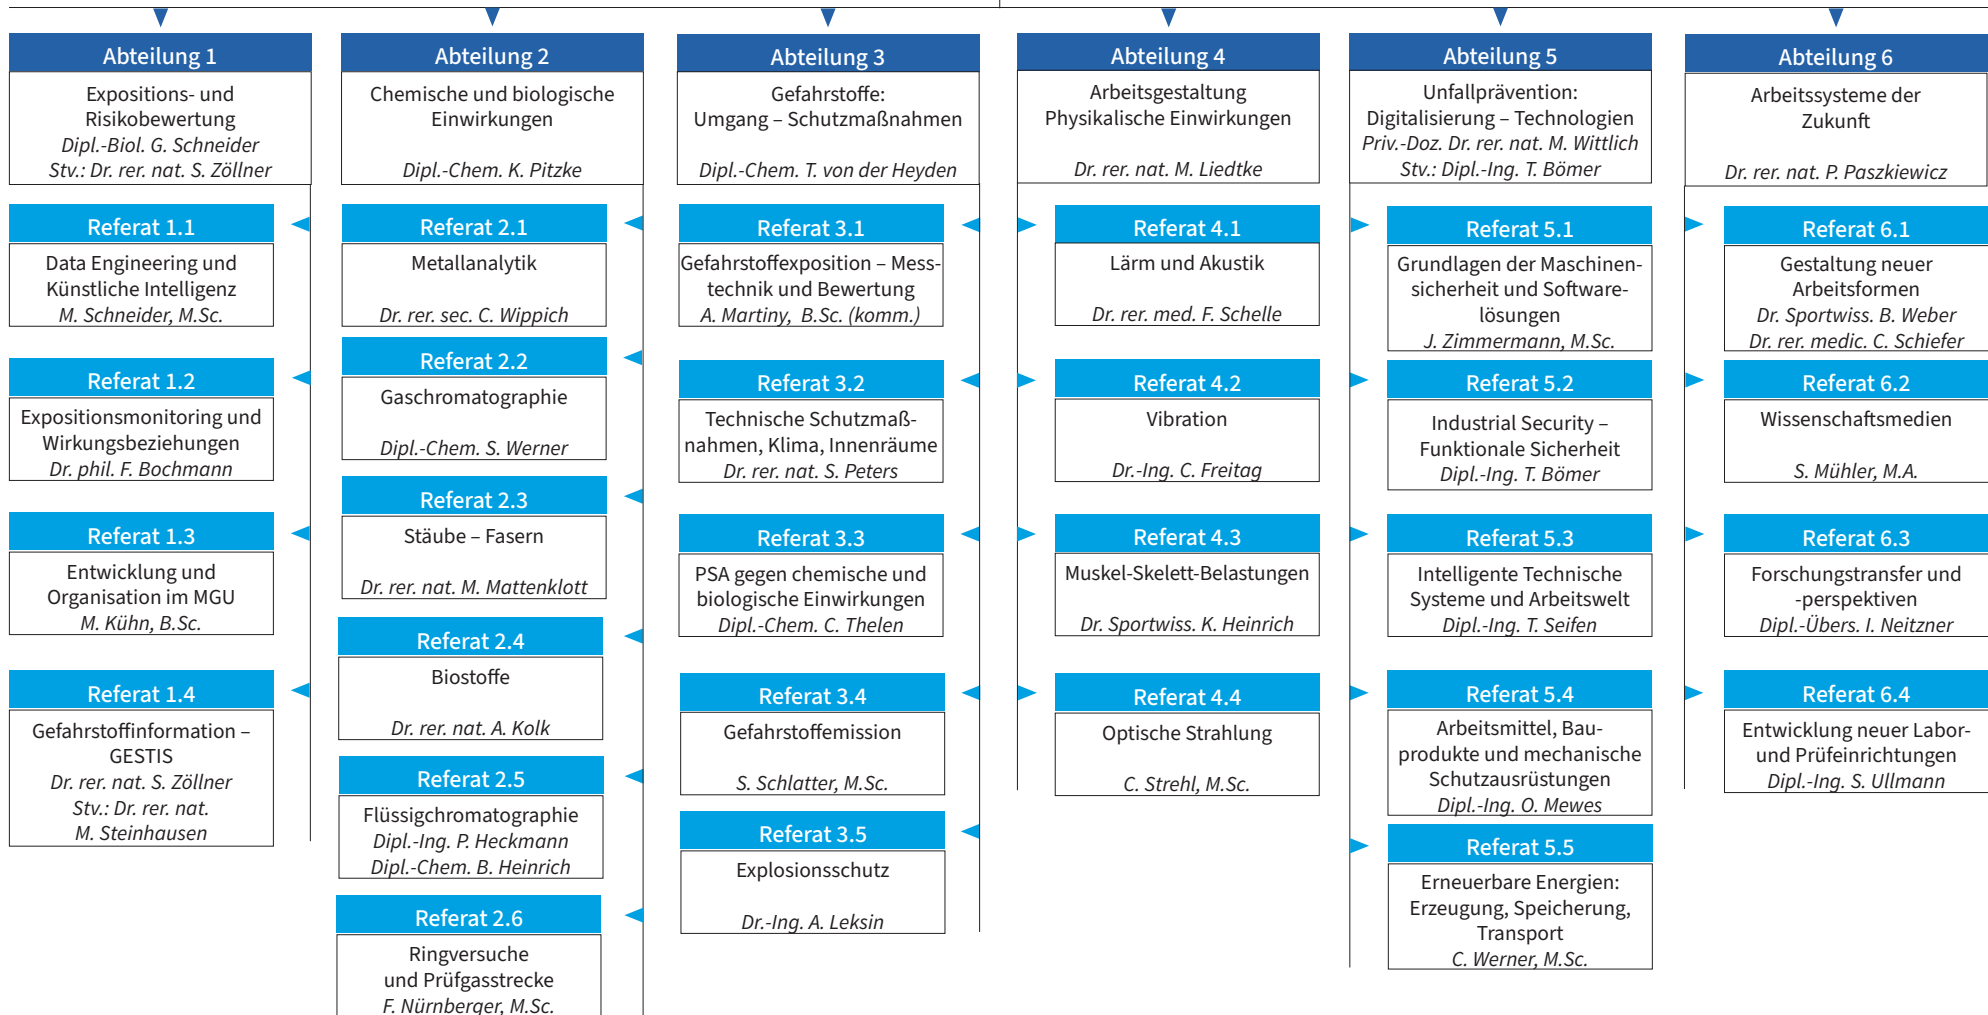 Abteilung 1
Expositions- und
Risikobewertung
Dipl.-Biol. G. Schneider
Stv.: Dr. rer. nat. S. Zöllner
Referat 1.1
Data Engineering und
Künstliche Intelligenz
M. Schneider, M.Sc.
Referat 1.2
Expositionsmonitoring und
Wirkungsbeziehungen
Dr. phil. F. Bochmann
Referat 1.3
Entwicklung und
Organisation im MGU
M. Kühn, B.Sc.
Referat 1.4
Gefahrstoffinformation –
GESTIS
Dr. rer. nat. S. Zöllner
Stv.: Dr. rer. nat.
M. Steinhausen
Abteilung 2
Chemische und biologische
Einwirkungen
Dipl.-Chem. K. Pitzke
Referat 2.1
Metallanalytik
Dr. rer. sec. C. Wippich
Referat 2.2
Gaschromatographie
Dipl.-Chem. S. Werner
Referat 2.3
Stäube – Fasern
Dr. rer. nat. M. Mattenklott
Referat 2.4
Biostoffe
Dr. rer. nat. A. Kolk
Referat 2.5
Flüssigchromatographie
Dipl.-Ing. P. Heckmann
Dipl.-Chem. B. Heinrich
Referat 2.6
Ringversuche
und Prüfgasstrecke
F. Nürnberger, M.Sc.
Abteilung 3
Gefahrstoffe:
Umgang – Schutzmaßnahmen
Dipl.-Chem. T. von der Heyden
Referat 3.1
Gefahrstoffexposition – Mess-
technik und Bewertung
A. Martiny, B.Sc. (komm.)
Referat 3.2
Technische Schutzmaß-
nahmen, Klima, Innenräume
Dr. rer. nat. S. Peters
Referat 3.3
PSA gegen chemische und
biologische Einwirkungen
Dipl.-Chem. C. Thelen
Referat 3.4
Gefahrstoffemission
S. Schlatter, M.Sc.
Referat 3.5
Explosionsschutz
Dr.-Ing. A. Leksin
Abteilung 4
Arbeitsgestaltung
Physikalische Einwirkungen
Dr. rer. nat. M. Liedtke
Referat 4.1
Lärm und Akustik
Dr. rer. med. F. Schelle
Referat 4.2
Vibration
Dr.-Ing. C. Freitag
Referat 4.3
Muskel-Skelett-Belastungen
Dr. Sportwiss. K. Heinrich
Referat 4.4
Optische Strahlung
C. Strehl, M.Sc.
Abteilung 5
Unfallprävention:
Digitalisierung – Technologien
Priv.-Doz. Dr. rer. nat. M. Wittlich
Stv.: Dipl.-Ing. T. Bömer
Referat 5.1
Grundlagen der Maschinen-
sicherheit und Software-
lösungen
J. Zimmermann, M.Sc.
Referat 5.2
Industrial Security –
Funktionale Sicherheit
Dipl.-Ing. T. Bömer
Referat 5.3
Intelligente Technische
Systeme und Arbeitswelt
Dipl.-Ing. T. Seifen
Referat 5.4
Arbeitsmittel, Bau-
produkte und mechanische
Schutzausrüstungen
Dipl.-Ing. O. Mewes
Referat 5.5
Erneuerbare Energien:
Erzeugung, Speicherung,
Transport
C. Werner, M.Sc.
Abteilung 6
Arbeitssysteme der
Zukunft
Dr. rer. nat. P. Paszkiewicz
Referat 6.1
Gestaltung neuer
Arbeitsformen
Dr. Sportwiss. B. Weber
Dr. rer. medic. C. Schiefer
Referat 6.2
Wissenschaftsmedien
S. Mühler, M.A.
Referat 6.3
Forschungstransfer und
-perspektiven
Dipl.-Übers. I. Neitzner
Referat 6.4
Entwicklung neuer Labor-
und Prüfeinrichtungen
Dipl.-Ing. S. Ullmann